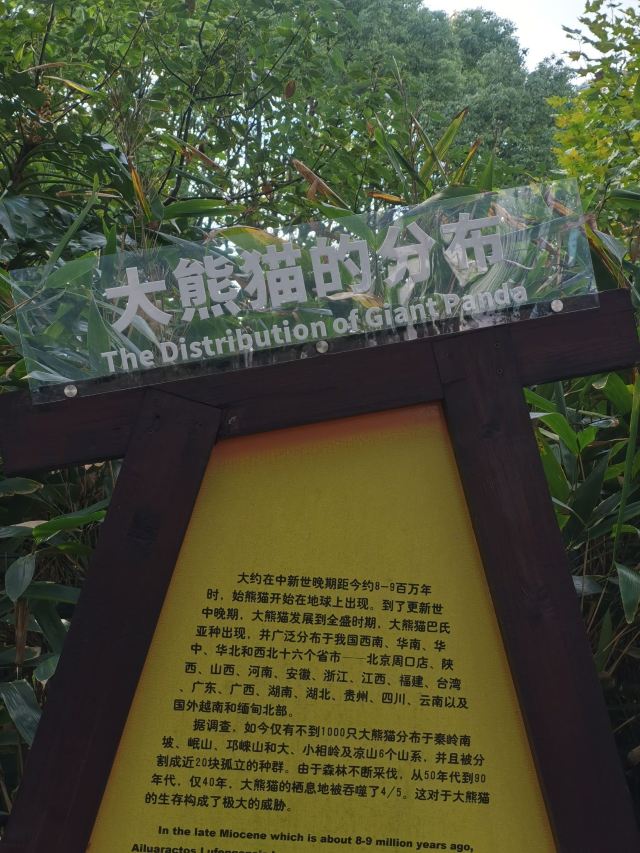 大熊猫的分布
The Distribution of Giant Panda
大约在中新世晚期距今约8-9百万年
时，始熊猫开始在地球上出现。到了更新世
中晚期，大熊猫发展到全盛时期，大熊猫巴氏
亚种出现，并广泛分布于我国西南、华南、华
中、华北和西北十六个省市——北京周口店、陕
西、山西、河南、安徽、浙江、江西、福建、台湾
、广东、广西、湖南、湖北、贵州、四川、云南以及
国外越南和缅甸北部。
据调查，如今仅有不到1000只大熊猫分布于秦岭南
坡、岷山、邛崃山和大、小相岭及凉山6个山系，并且被分
割成近20块孤立的种群。由于森林不断采伐，从50年代到90
年代，仅40年，大熊猫的栖息地被吞噬了4/5。这对于大熊猫
的生存构成了极大的威胁。
In the late Miocene which is about 8-9 million years ago,
Ailuaractos